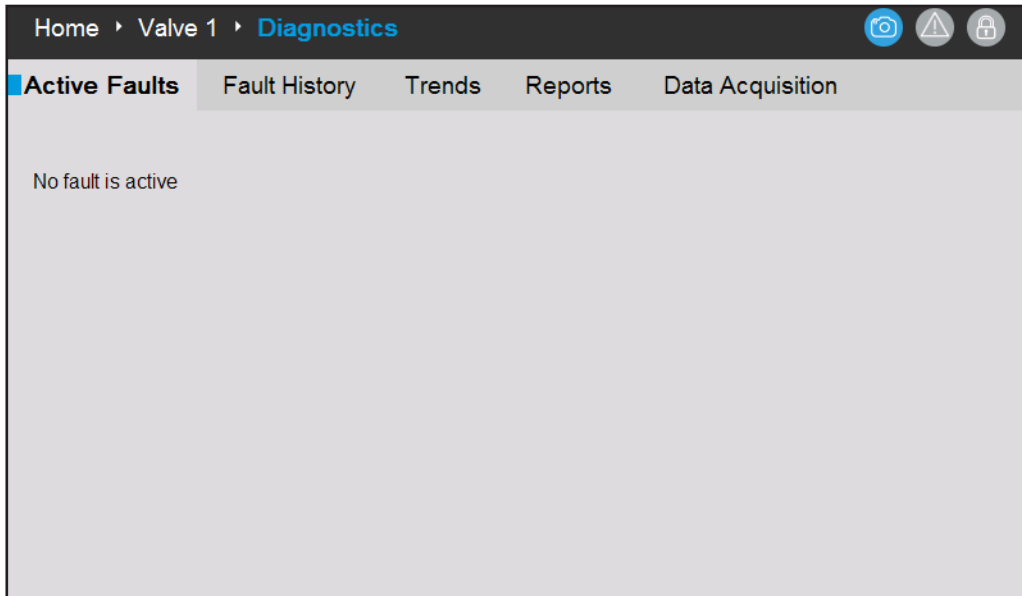 Home ‣ Valve 1 ‣ Diagnostics
Active Faults Fault History Trends Reports Data Acquisition
No fault is active